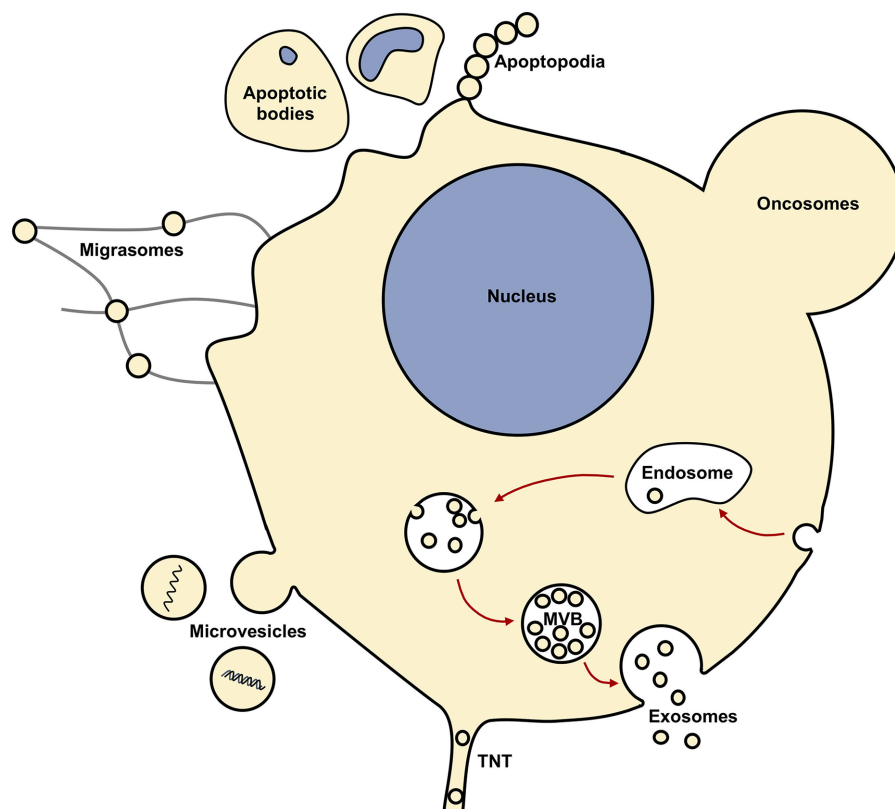 Apoptopodia
Apoptotic
bodies
Oncosomes
Migrasomes
Nucleus
Endosome
MVB
Microvesicles
Exosomes
TNT